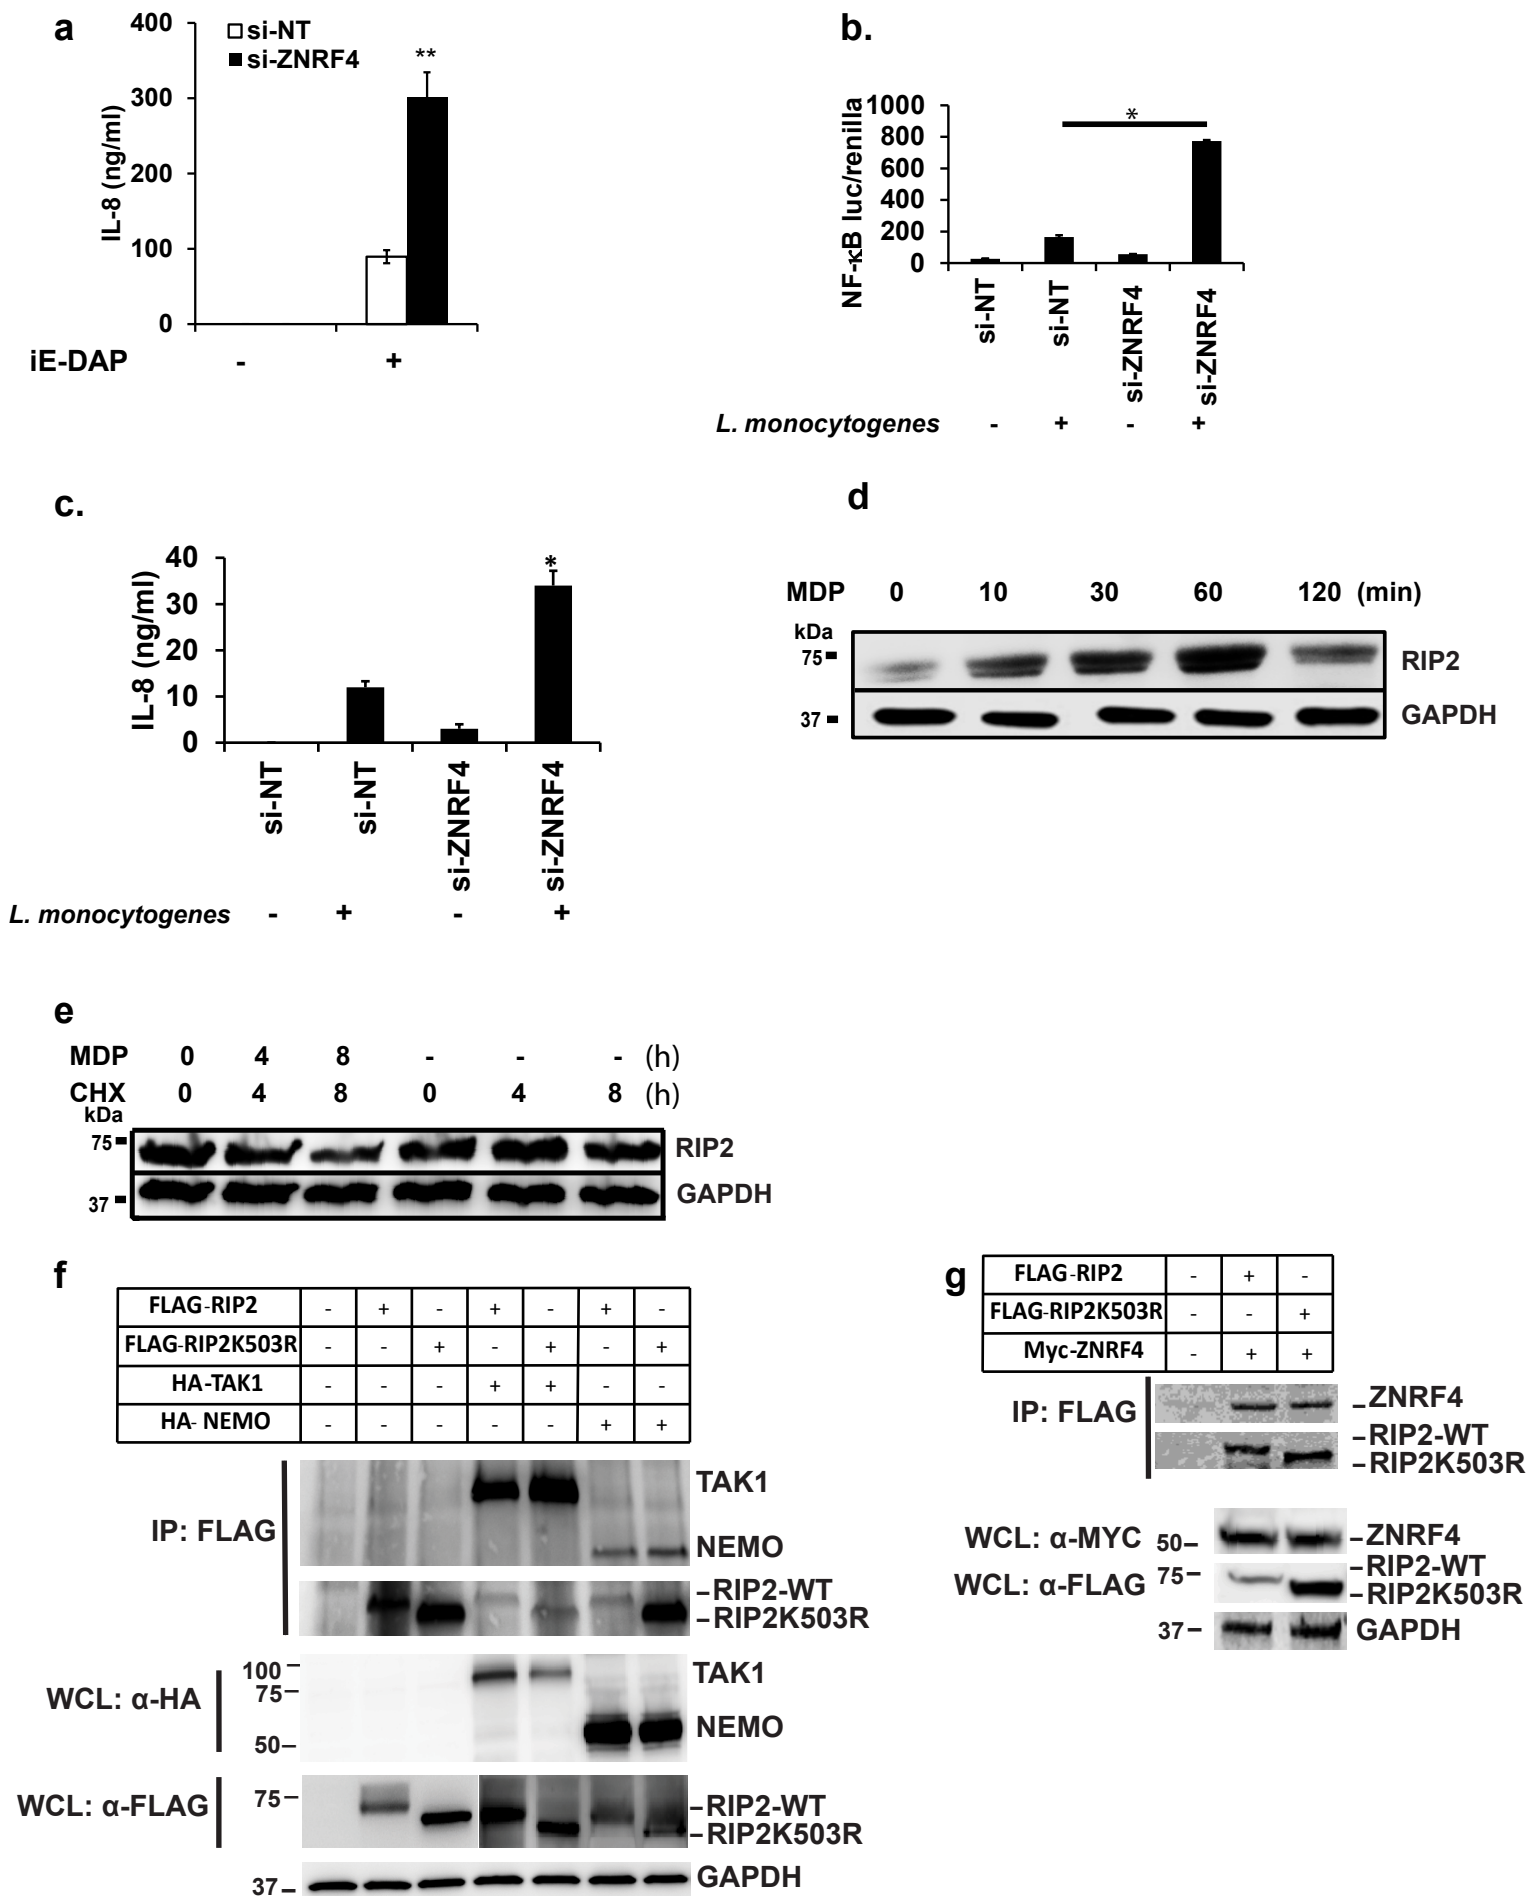 a
IL-8 (ng/ml)
400
300
200
100
0
si-NT
si-ZNRF4
**
iE-DAP - +
b.
NF-κB luc/renilla
1000
800
600
400
200
0
*
si-NT
si-NT
si-ZNRF4
si-ZNRF4
L. monocytogenes - + - +
c.
IL-8 (ng/ml)
40
30
20
10
0
*
si-NT
si-NT
si-ZNRF4
si-ZNRF4
L. monocytogenes - + - +
d
MDP 0 10 30 60 120 (min)
kDa
75 RIP2
37 GAPDH
e
MDP 0 4 8 - - - (h)
CHX 0 4 8 0 4 8 (h)
kDa
75 RIP2
37 GAPDH
f
FLAG-RIP2 - + - + - + -
FLAG-RIP2K503R - - + - + - +
HA-TAK1 - - - + + - -
HA- NEMO - - - - - + +
IP: FLAG
TAK1
NEMO
–RIP2-WT
–RIP2K503R
WCL: α-HA
100–
75–
50–
TAK1
NEMO
WCL: α-FLAG
75–
–RIP2-WT
–RIP2K503R
37– GAPDH
g
FLAG-RIP2 - + -
FLAG-RIP2K503R - - +
Myc-ZNRF4 - + +
IP: FLAG
–ZNRF4
–RIP2-WT
–RIP2K503R
WCL: α-MYC 50– –ZNRF4
WCL: α-FLAG 75– –RIP2-WT
–RIP2K503R
37– GAPDH